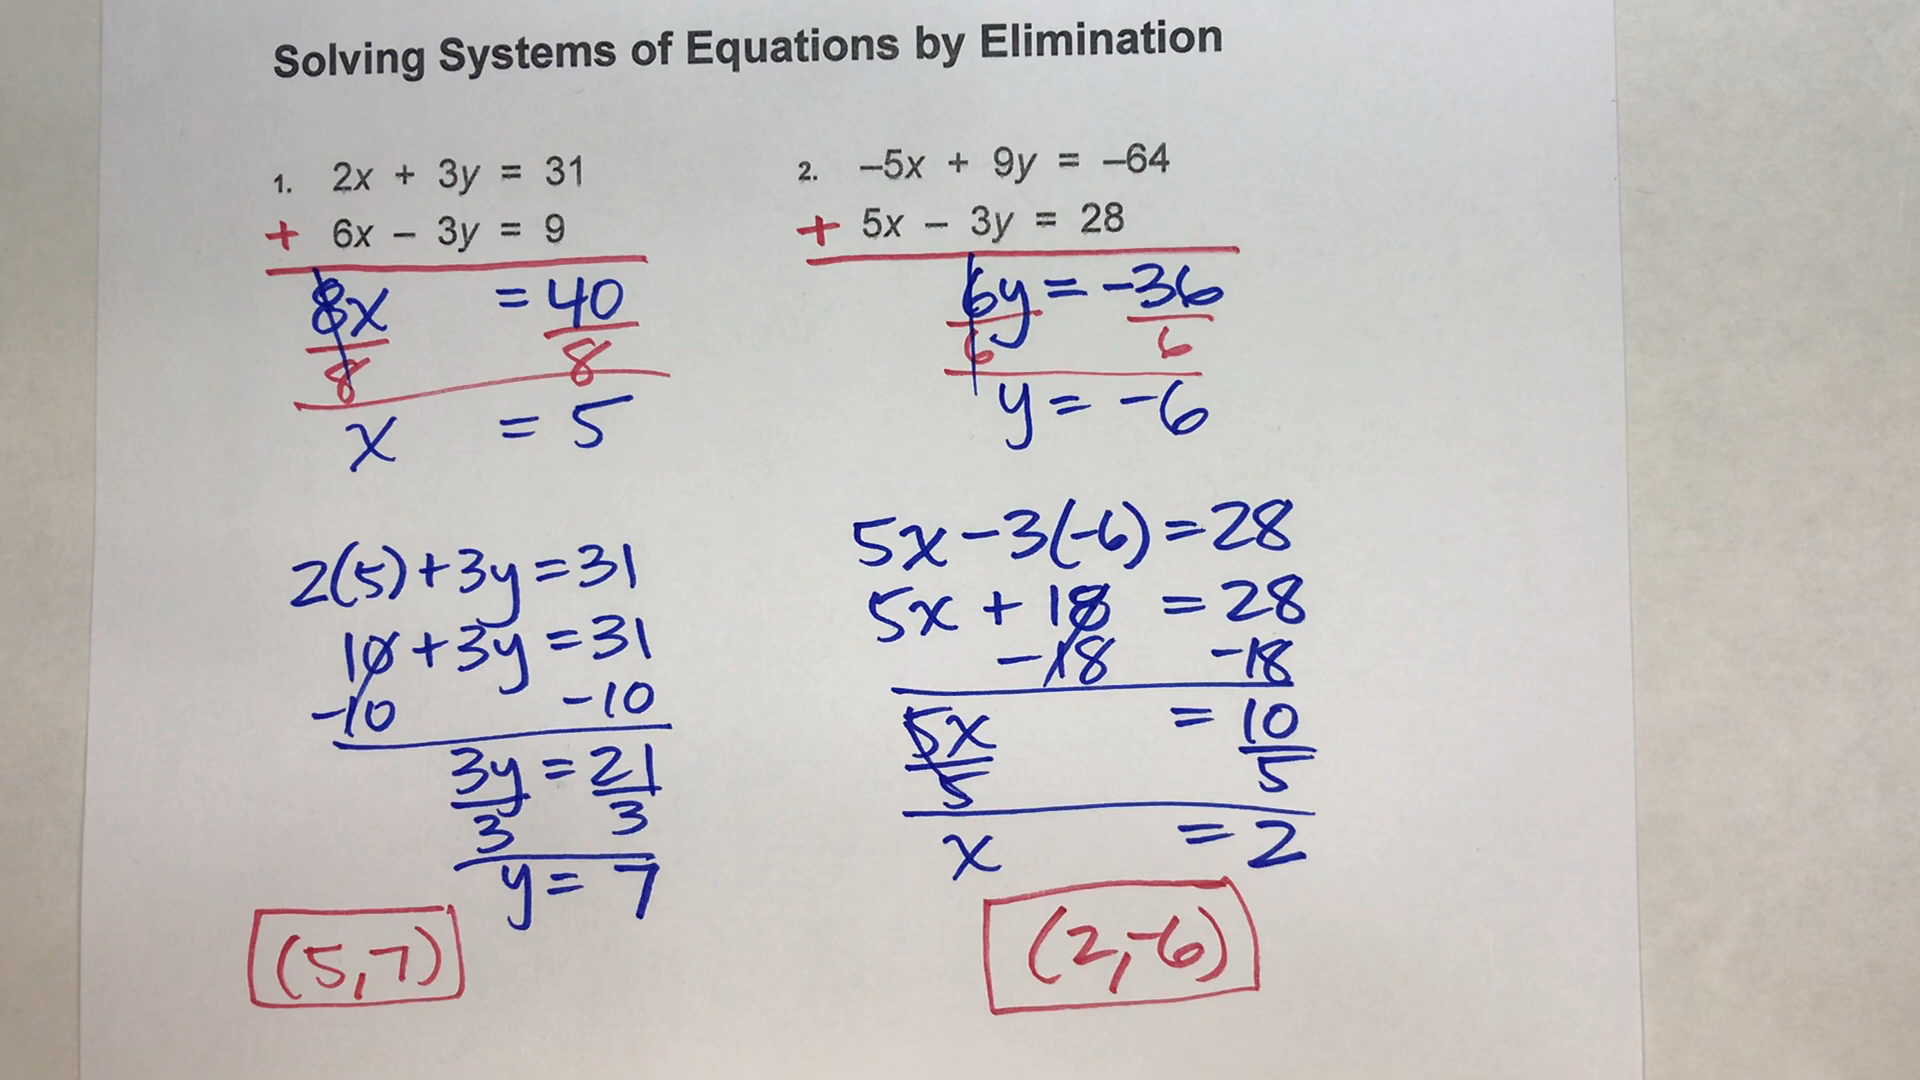 Solving Systems of Equations by Elimination
1. 2x + 3y = 31
+ 6x – 3y = 9
8x = 40
8 8
x = 5
2(5)+3y=31
10+3y=31
-10 -10
3y=21
3 3
y=7
(5,7)
2. –5x + 9y = –64
+ 5x – 3y = 28
6y=-36
6 6
y=-6
5x-3(-6)=28
5x+18=28
-18 -18
5x = 10
5 5
x = 2
(2,-6)